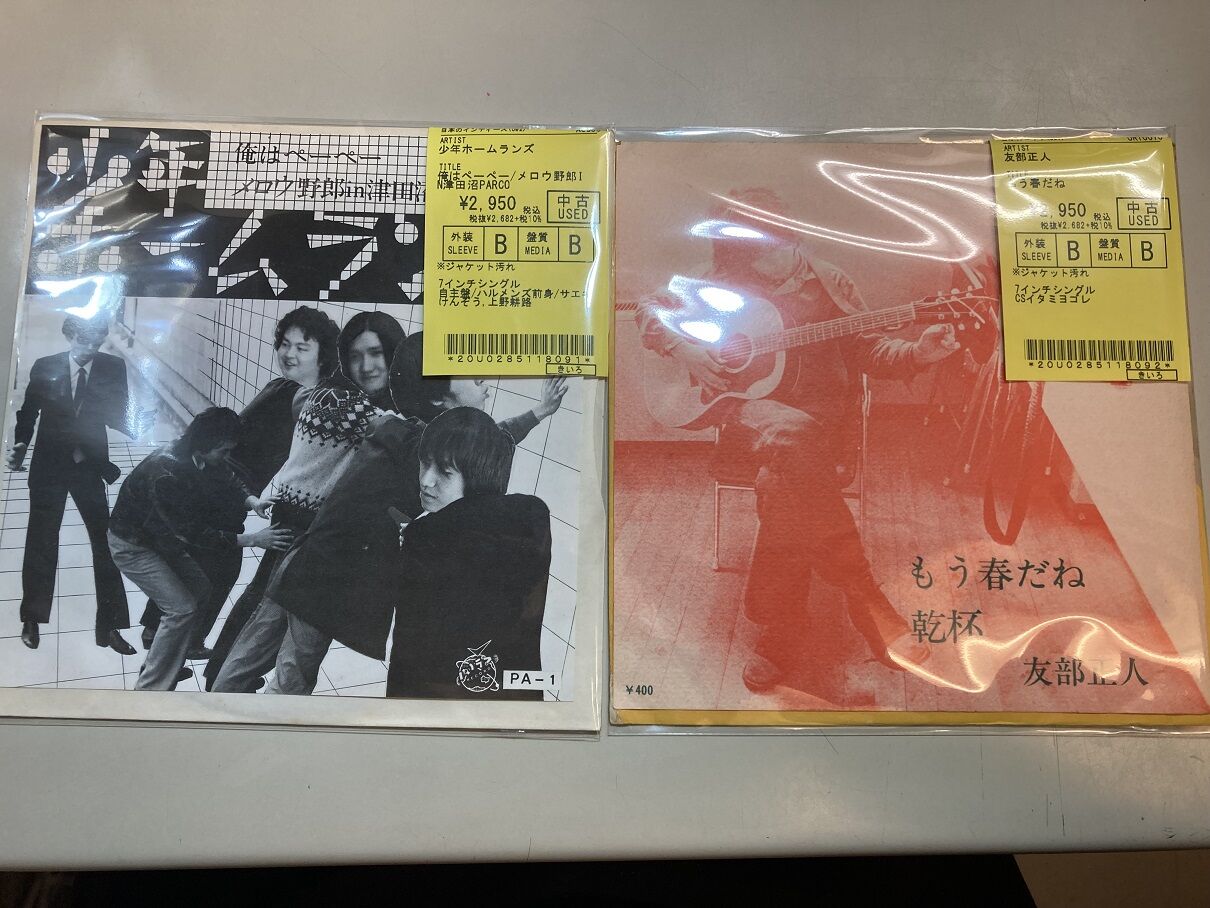 少年
ホームラン
俺はペーペー
メロウ野郎in津田沼
ARTIST
少年ホームランズ
TITLE
俺はペーペー/メロウ野郎I
N津田沼PARCO
¥2,950 税込
税抜¥2,682+税10%
中古
USED
外装
SLEEVE
B
盤質
MEDIA
B
※ジャケット汚れ
7インチシングル
自主盤/ハルメンズ前身/サエキ
けんぞう,上野耕路
*20U0285118091*
きいろ
PA-1
ARTIST
友部正人
う春だね
2,950 税込
税抜¥2,682+税10%
中古
USED
外装
SLEEVE
B
盤質
MEDIA
B
※ジャケット汚れ
7インチシングル
CSイタミヨゴレ
*20U0285118092*
きいろ
もう春だね
乾杯
友部正人
¥400